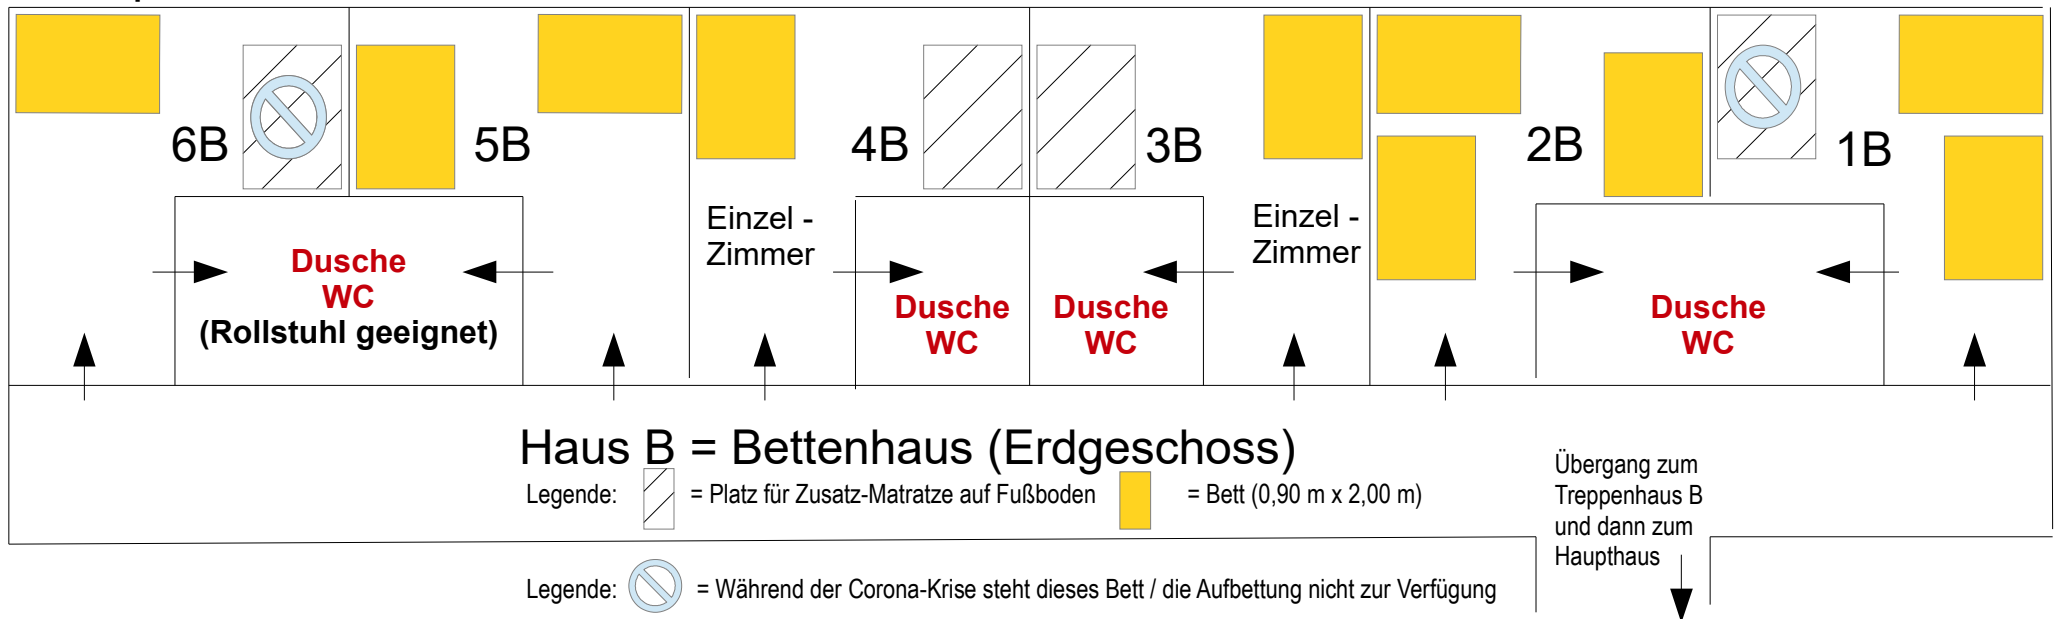 6B
5B
4B
3B
2B
1B
Einzel -
Zimmer
Einzel -
Zimmer
Dusche
WC
(Rollstuhl geeignet)
Dusche
WC
Dusche
WC
Dusche
WC
Haus B = Bettenhaus (Erdgeschoss)
Legende:
= Platz für Zusatz-Matratze auf Fußboden
= Bett (0,90 m x 2,00 m)
Übergang zum
Treppenhaus B
und dann zum
Haupthaus
Legende:
= Während der Corona-Krise steht dieses Bett / die Aufbettung nicht zur Verfügung